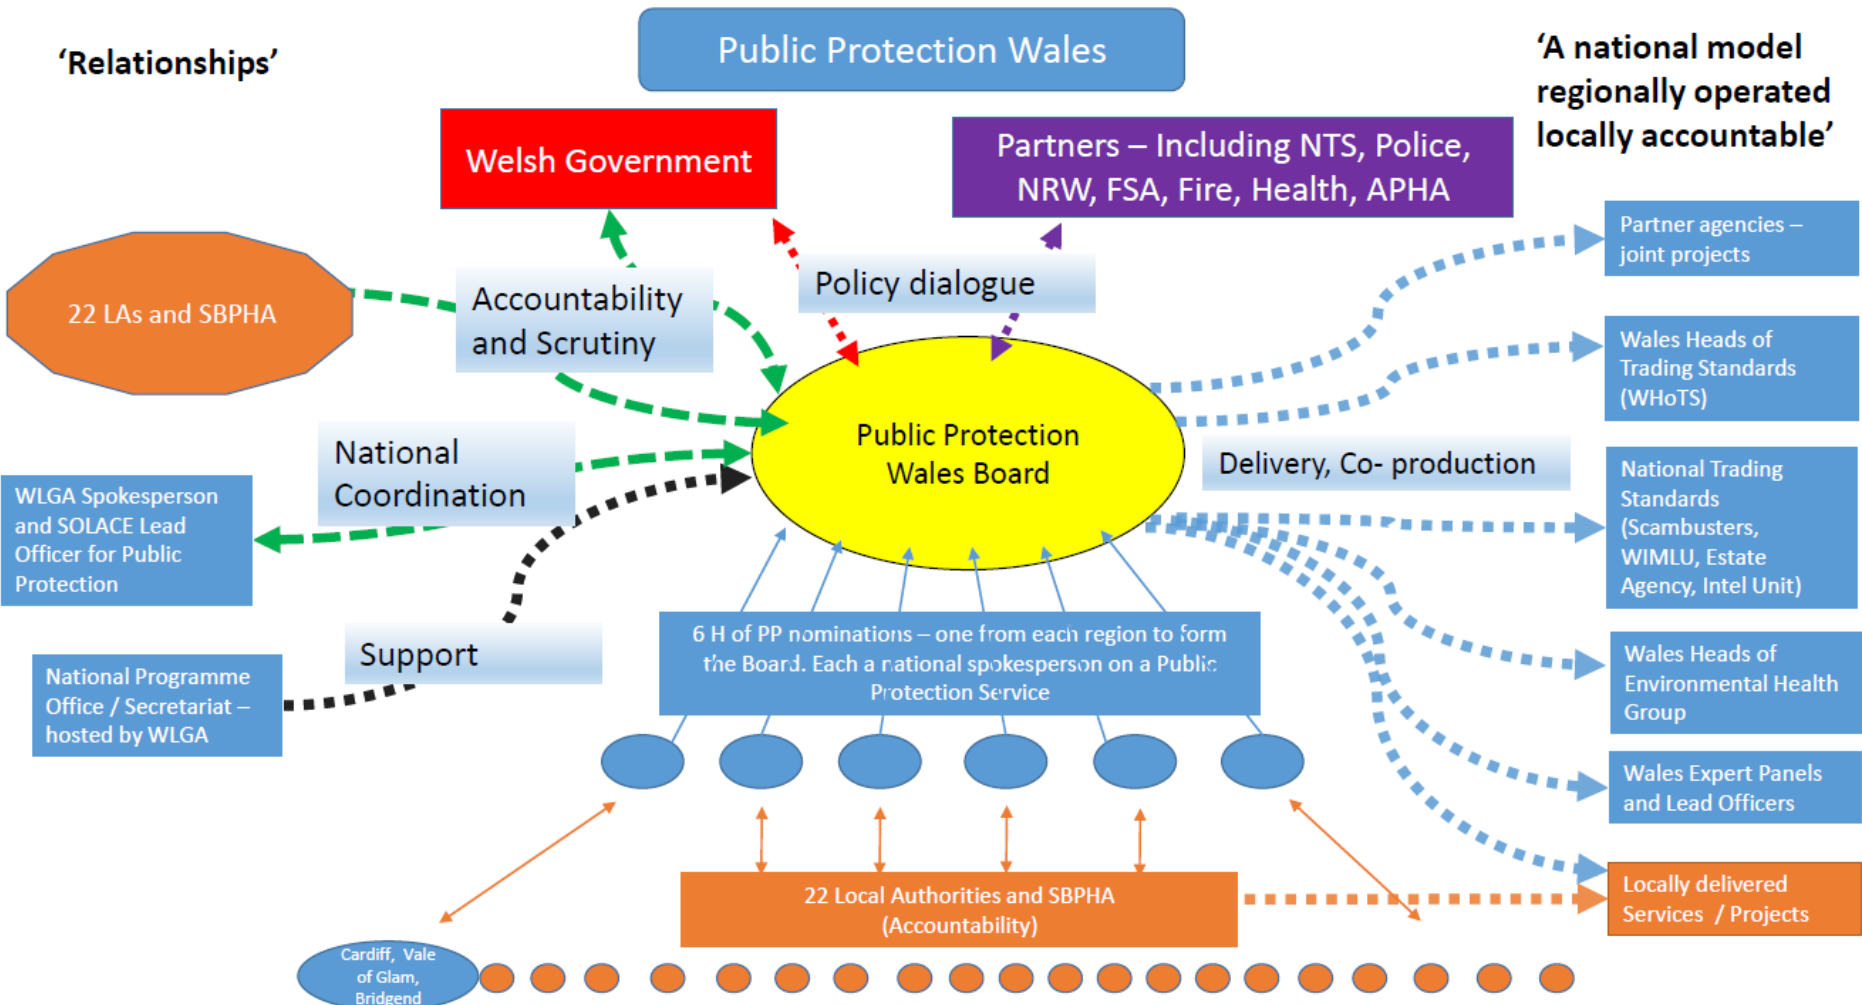 Public Protection Wales
‘Relationships’
‘A national model
regionally operated
locally accountable’
Welsh Government
Partners – Including NTS, Police,
NRW, FSA, Fire, Health, APHA
Partner agencies –
joint projects
22 LAs and SBPHA
Accountability
and Scrutiny
Policy dialogue
Wales Heads of
Trading Standards
(WHoTS)
Public Protection
Wales Board
National
Coordination
Delivery, Co- production
WLGA Spokesperson
and SOLACE Lead
Officer for Public
Protection
National Trading
Standards
(Scambusters,
WIMLU, Estate
Agency, Intel Unit)
Support
6 H of PP nominations – one from each region to form
the Board. Each a national spokesperson on a Public
Protection Service
National Programme
Office / Secretariat –
hosted by WLGA
Wales Heads of
Environmental Health
Group
Wales Expert Panels
and Lead Officers
22 Local Authorities and SBPHA
(Accountability)
Locally delivered
Services / Projects
Cardiff, Vale
of Glam,
Bridgend